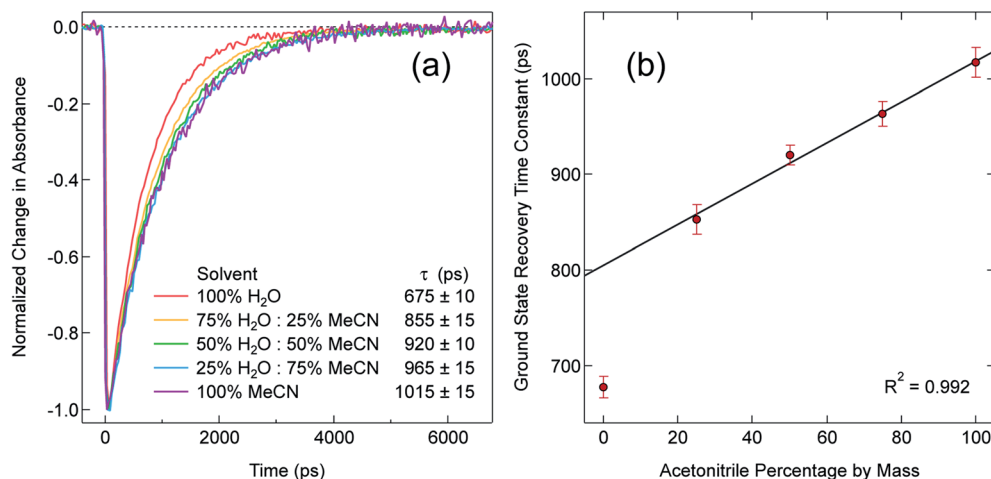 (a)
Normalized Change in Absorbance
0.0
-0.2
-0.4
-0.6
-0.8
-1.0
Solvent τ (ps)
100% H₂O 675 ± 10
75% H₂O : 25% MeCN 855 ± 15
50% H₂O : 50% MeCN 920 ± 10
25% H₂O : 75% MeCN 965 ± 15
100% MeCN 1015 ± 15
0 2000 4000 6000
Time (ps)
(b)
Ground State Recovery Time Constant (ps)
1000
900
800
700
R² = 0.992
0 20 40 60 80 100
Acetonitrile Percentage by Mass